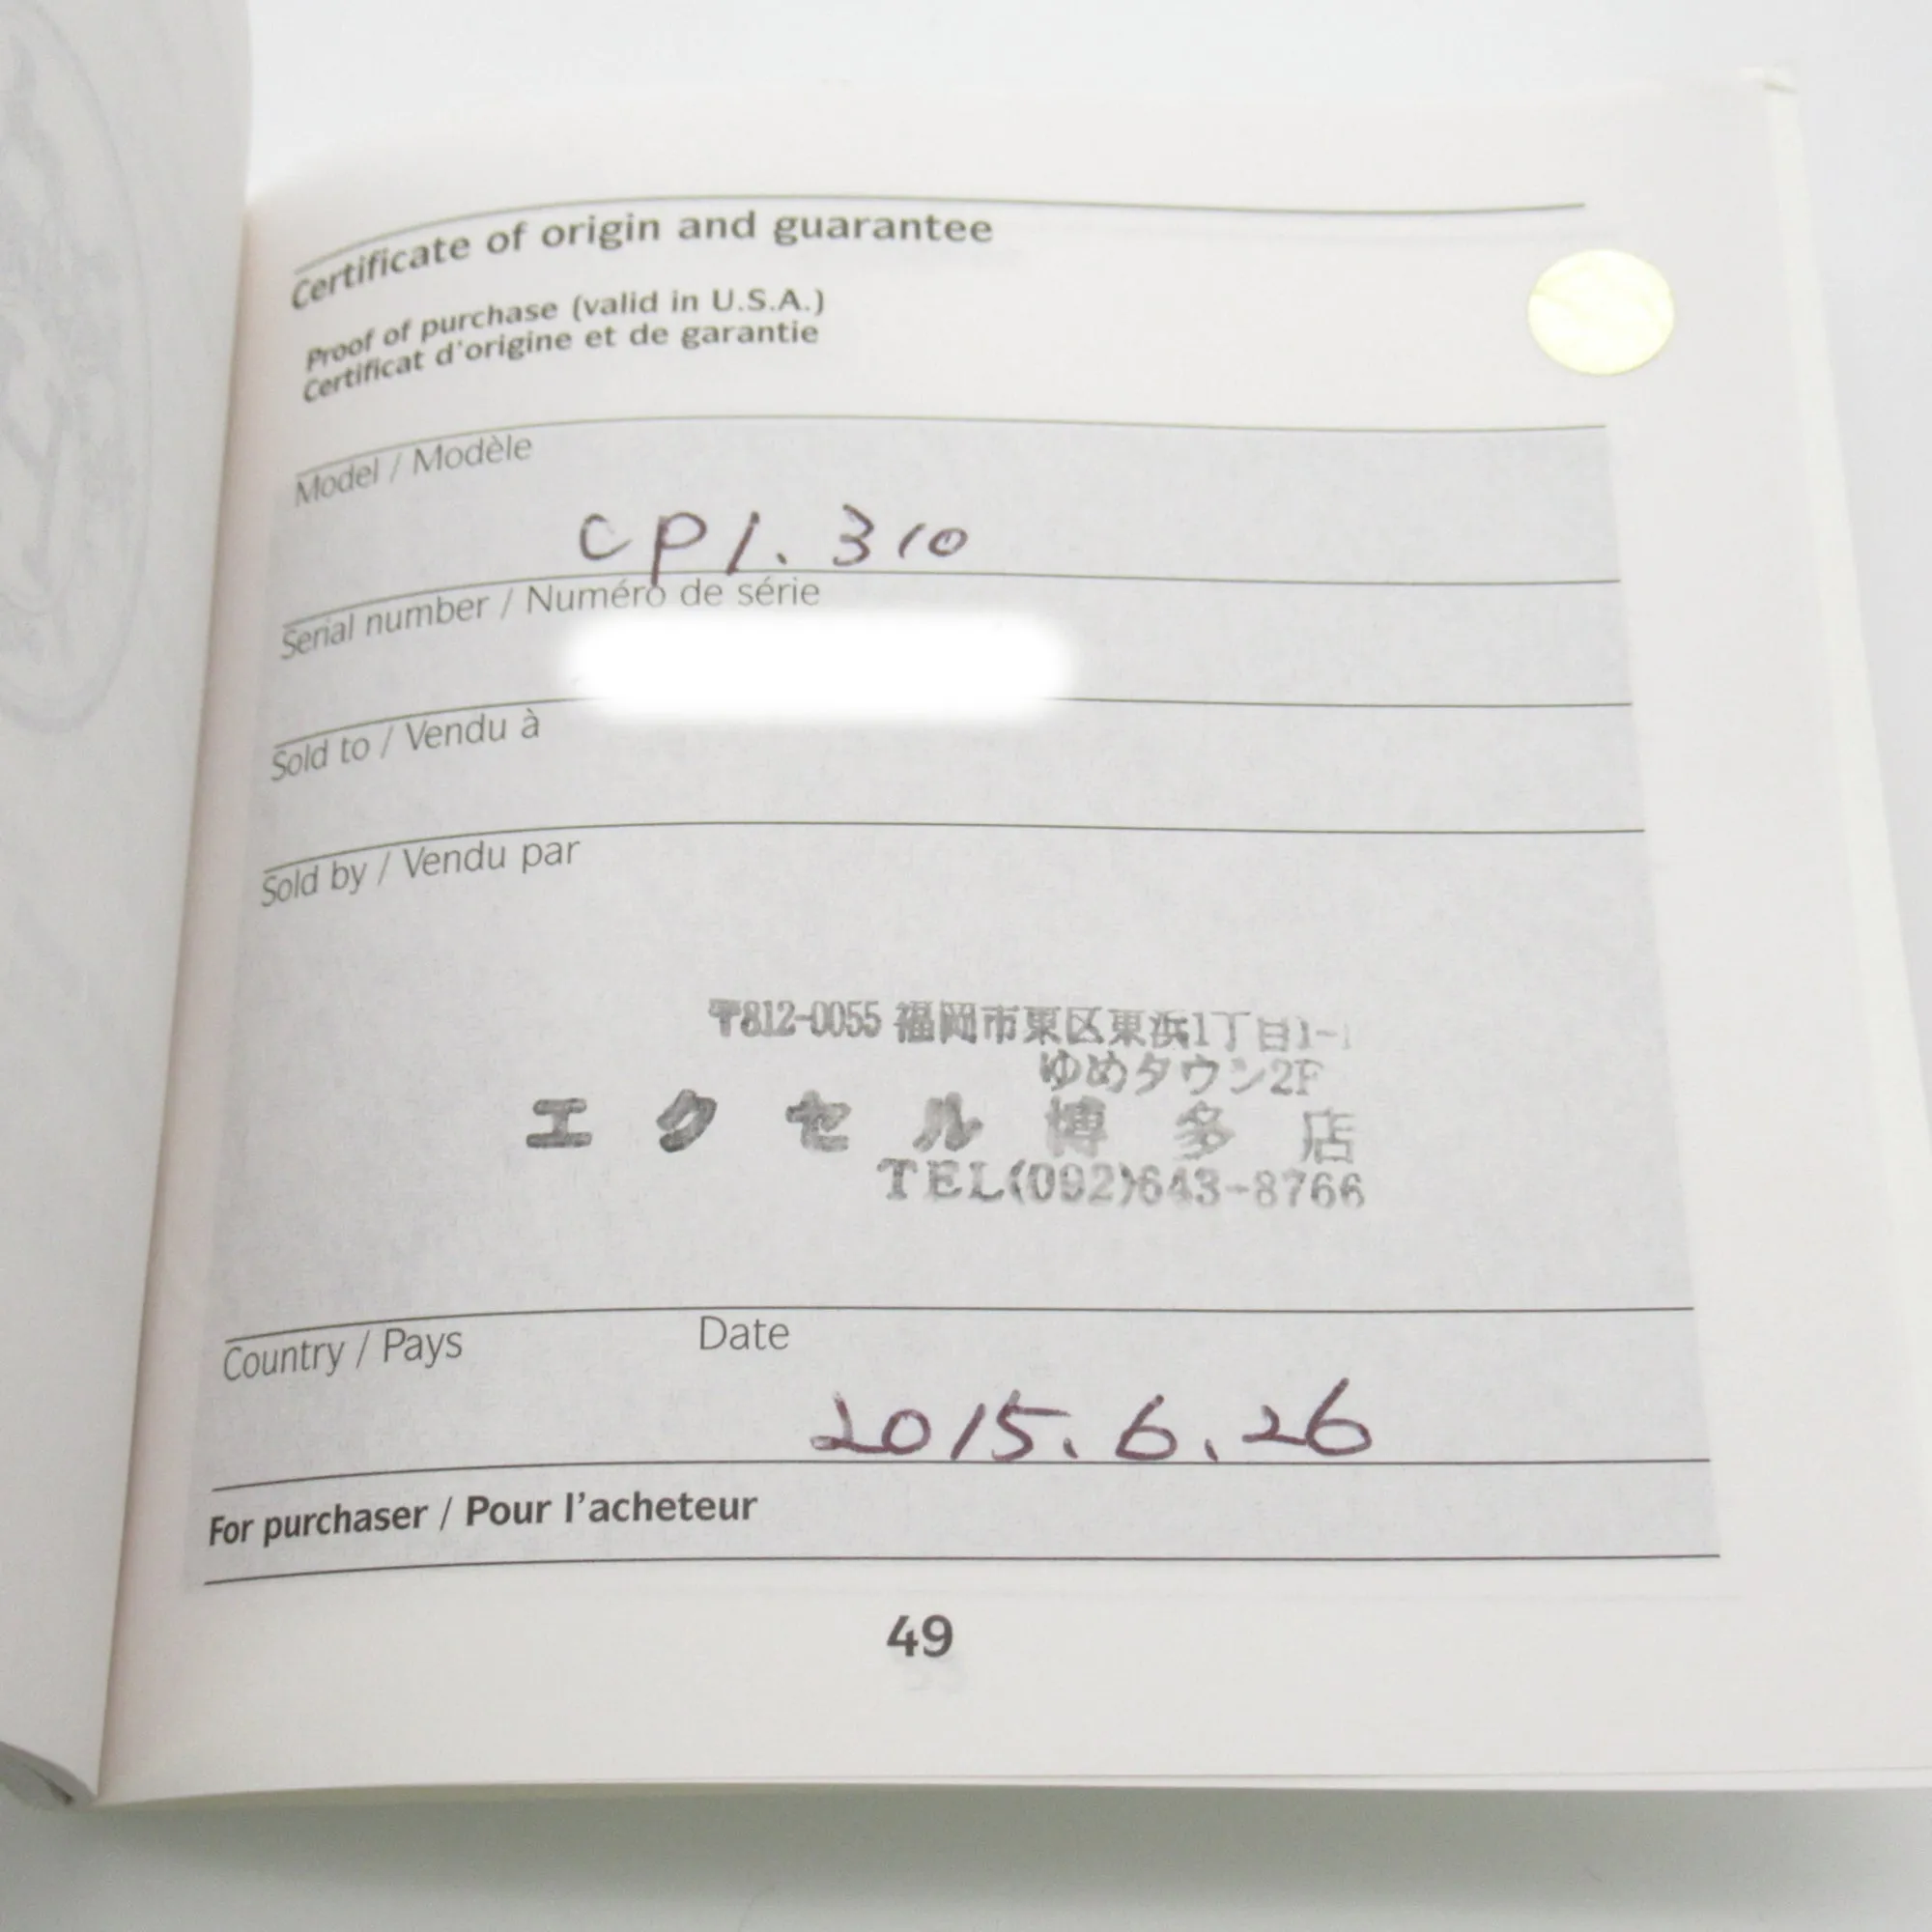 Certificate of origin and guarantee
Proof of purchase (valid in U.S.A.)
Certificat d'origine et de garantie
Model / Modèle
CP1.310
Serial number / Numéro de série
Sold to / Vendu à
Sold by / Vendu par
〒812-0055 福岡市東区東浜1丁目1-1
ゆめタウン2F
エクセル博多店
TEL(092)643-8766
Country / Pays Date
2015.6.26
For purchaser / Pour l'acheteur
49